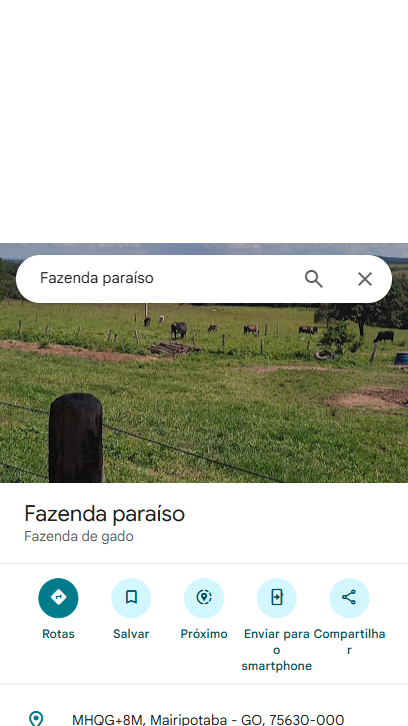 Fazenda paraíso
Fazenda paraíso
Fazenda de gado
Rotas
Salvar
Próximo
Enviar para
o
smartphone
Compartilha
r
MHQG+8M, Mairipotaba - GO, 75630-000